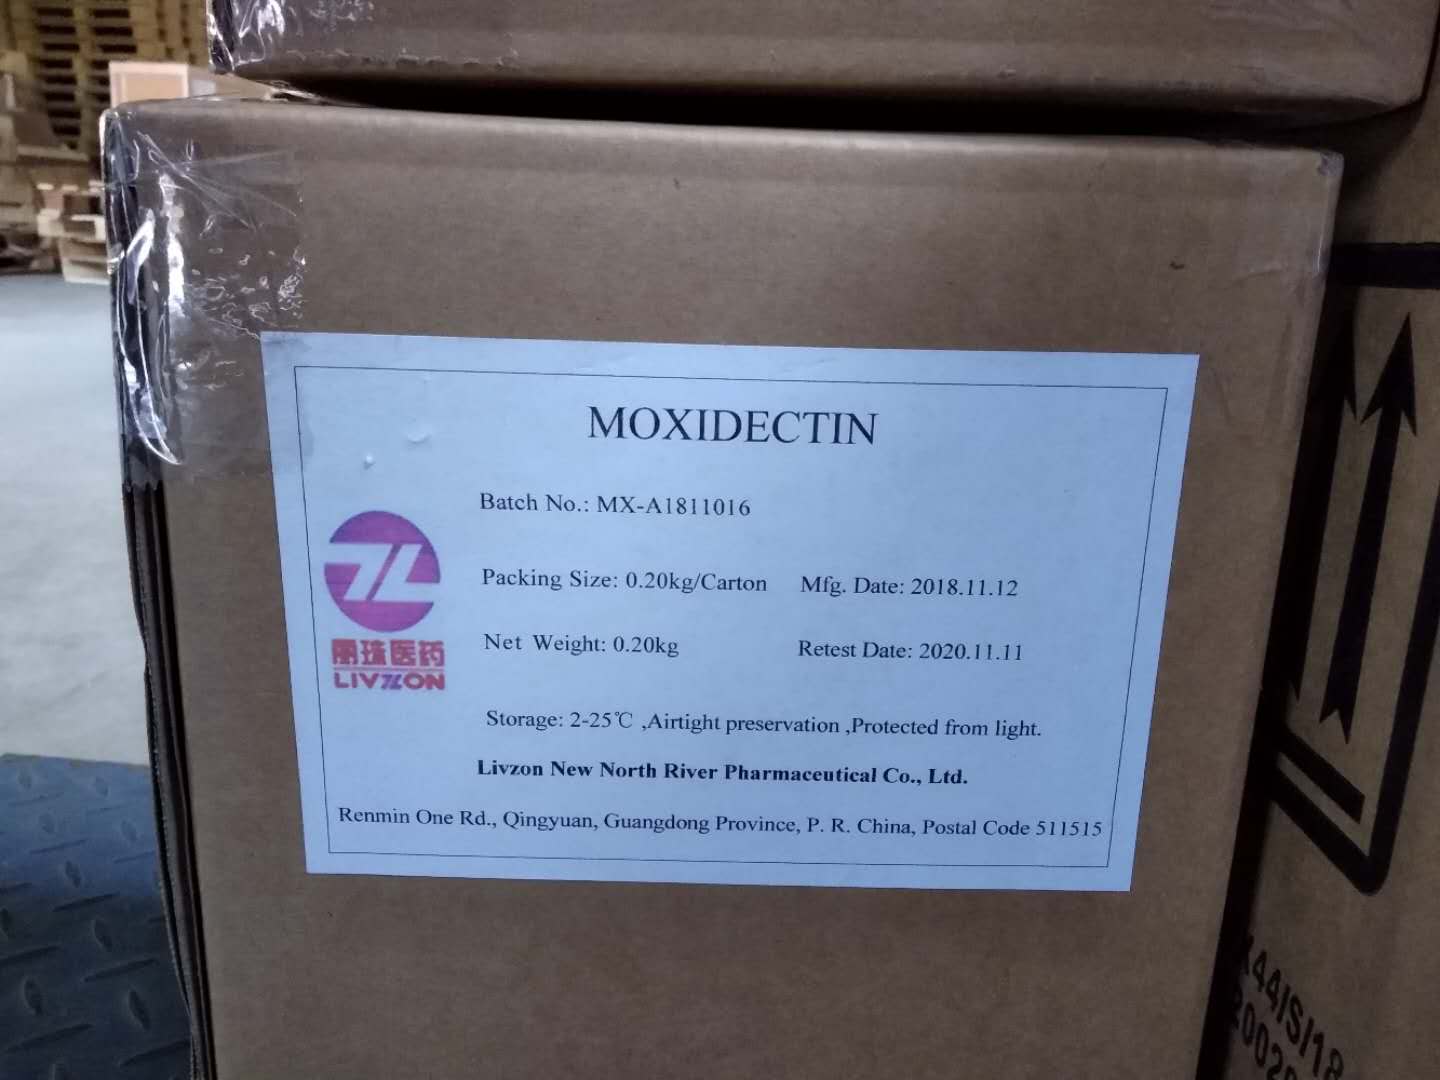 MOXIDECTIN
Batch No.: MX-A1811016
Packing Size: 0.20kg/Carton Mfg. Date: 2018.11.12
Net Weight: 0.20kg Retest Date: 2020.11.11
丽珠医药
LIVZON
Storage: 2-25℃ ,Airtight preservation ,Protected from light.
Livzon New North River Pharmaceutical Co., Ltd.
Renmin One Rd., Qingyuan, Guangdong Province, P. R. China, Postal Code 511515